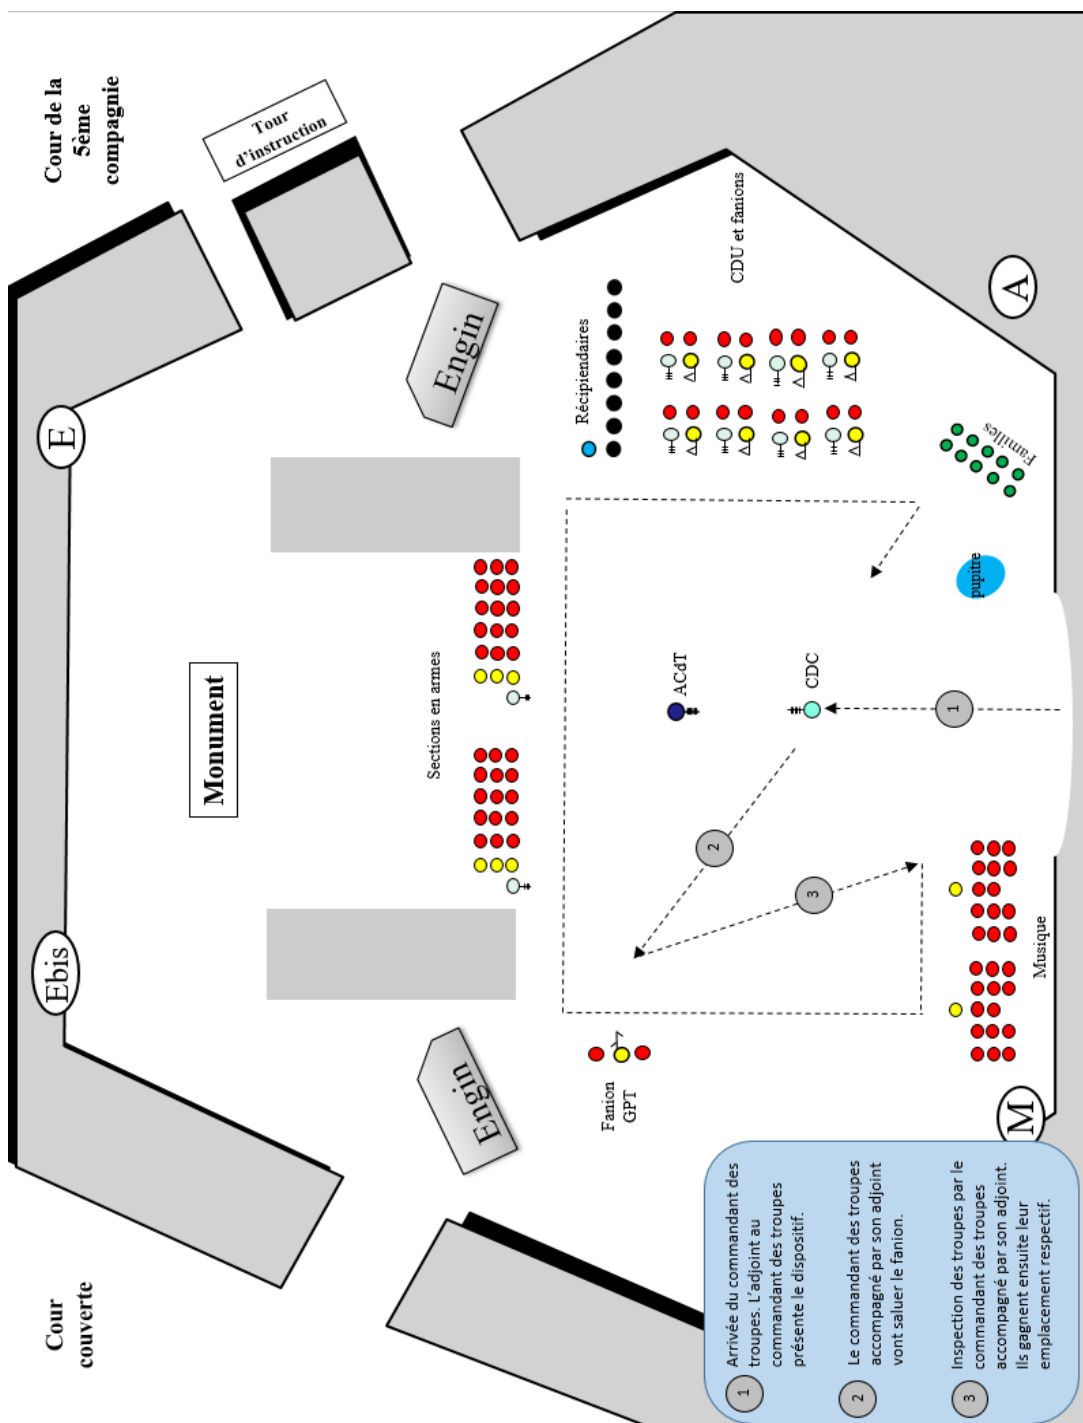 Cour de la
5ème
compagnie
Tour
d'instruction
E
Engin
Récipiendaires
CDU et fanions
A
Familles
pupitre
Monument
Sections en armes
ACdT
CDC
1
2
3
Ebis
Engin
Fanion
GPT
Musique
M
Cour
couverte
1
Arrivée du commandant des
troupes. L'adjoint au
commandant des troupes
présente le dispositif.
2
Le commandant des troupes
accompagné par son adjoint
vont saluer le fanion.
3
Inspection des troupes par le
commandant des troupes
accompagné par son adjoint.
Ils gagnent ensuite leur
emplacement respectif.